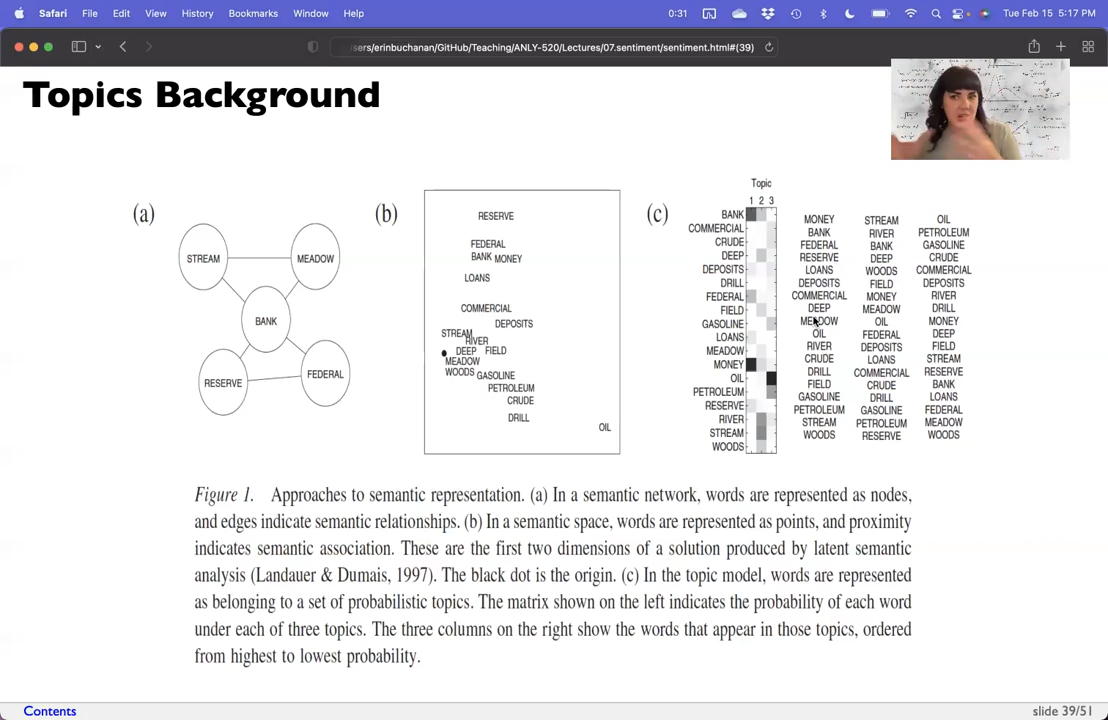 Safari File Edit View History Bookmarks Window Help 0:31 Tue Feb 15 5:17 PM
sers/erinbuchanan/GitHub/Teaching/ANLY-520/Lectures/07.sentiment/sentiment.html#(39)
Topics Background
(a)
STREAM MEADOW
BANK
RESERVE FEDERAL
(b)
RESERVE
FEDERAL
BANK MONEY
LOANS
COMMERCIAL
DEPOSITS
STREAM
RIVER
DEEP FIELD
MEADOW
WOODS GASOLINE
PETROLEUM
CRUDE
DRILL
OIL
(c)
Topic
1 2 3
BANK
COMMERCIAL
CRUDE
DEEP
DEPOSITS
DRILL
FEDERAL
FIELD
GASOLINE
LOANS
MEADOW
MONEY
OIL
PETROLEUM
RESERVE
RIVER
STREAM
WOODS
MONEY STREAM OIL
BANK RIVER PETROLEUM
FEDERAL BANK GASOLINE
RESERVE DEEP CRUDE
LOANS WOODS COMMERCIAL
DEPOSITS FIELD DEPOSITS
COMMERCIAL MONEY RIVER
DEEP MEADOW DRILL
MEADOW OIL MONEY
OIL FEDERAL DEEP
RIVER DEPOSITS FIELD
CRUDE LOANS STREAM
DRILL COMMERCIAL RESERVE
FIELD CRUDE BANK
GASOLINE DRILL LOANS
PETROLEUM GASOLINE FEDERAL
STREAM PETROLEUM MEADOW
WOODS RESERVE WOODS
Figure 1. Approaches to semantic representation. (a) In a semantic network, words are represented as nodes,
and edges indicate semantic relationships. (b) In a semantic space, words are represented as points, and proximity
indicates semantic association. These are the first two dimensions of a solution produced by latent semantic
analysis (Landauer & Dumais, 1997). The black dot is the origin. (c) In the topic model, words are represented
as belonging to a set of probabilistic topics. The matrix shown on the left indicates the probability of each word
under each of three topics. The three columns on the right show the words that appear in those topics, ordered
from highest to lowest probability.
Contents slide 39/51